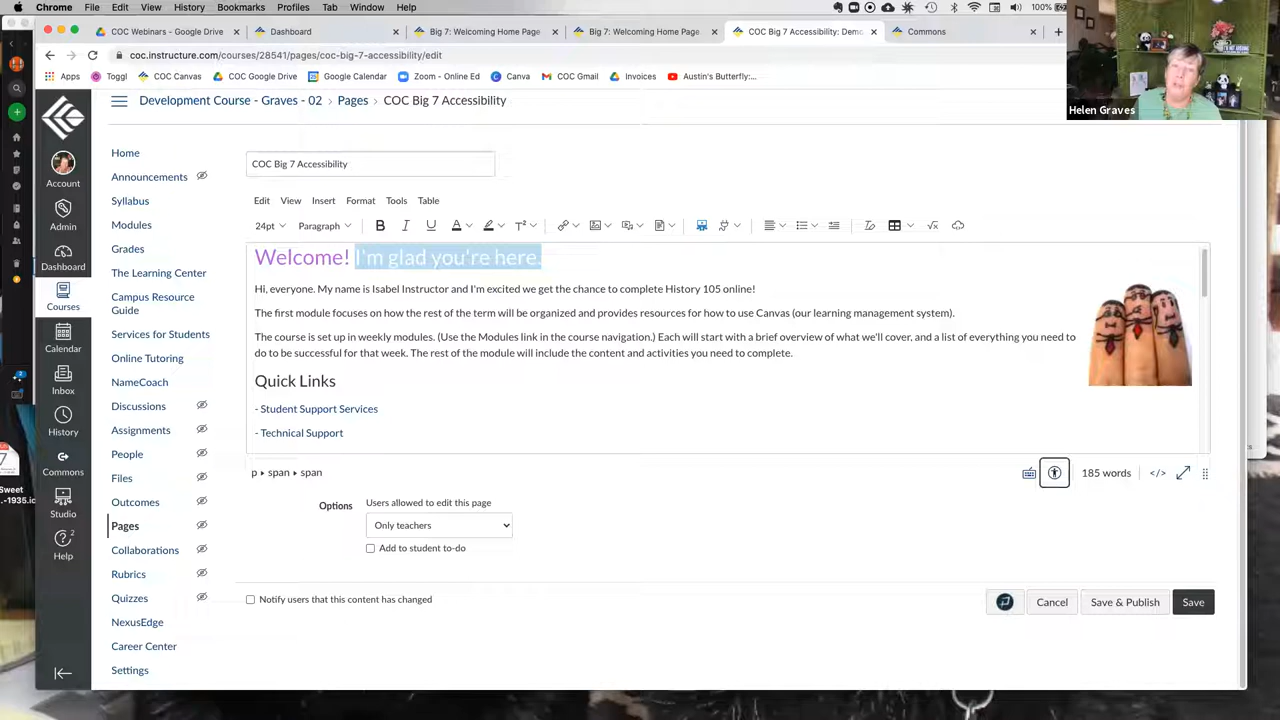 Chrome File Edit View History Bookmarks Profiles Tab Window Help 100%
COC Webinars - Google Drive Dashboard Big 7: Welcoming Home Page Big 7: Welcoming Home Page COC Big 7 Accessibility: Demo Commons
coc.instructure.com/courses/28541/pages/coc-big-7-accessibility/edit
Apps Toggl COC Canvas COC Google Drive Google Calendar Zoom - Online Ed Canva COC Gmail Invoices Austin's Butterfly:...
Helen Graves
Development Course - Graves - 02 › Pages › COC Big 7 Accessibility
Account
Admin
Dashboard
Courses
Calendar
Inbox
History
Commons
Studio
2
Help
Home
Announcements
Syllabus
Modules
Grades
The Learning Center
Campus Resource
Guide
Services for Students
Online Tutoring
NameCoach
Discussions
Assignments
People
Files
Outcomes
Pages
Collaborations
Rubrics
Quizzes
NexusEdge
Career Center
Settings
COC Big 7 Accessibility
Edit View Insert Format Tools Table
24pt Paragraph B I U A T²
Welcome! I'm glad you're here.
Hi, everyone. My name is Isabel Instructor and I'm excited we get the chance to complete History 105 online!
The first module focuses on how the rest of the term will be organized and provides resources for how to use Canvas (our learning management system).
The course is set up in weekly modules. (Use the Modules link in the course navigation.) Each will start with a brief overview of what we'll cover, and a list of everything you need to
do to be successful for that week. The rest of the module will include the content and activities you need to complete.
Quick Links
- Student Support Services
- Technical Support
p ▸ span ▸ span
185 words </>
Options Users allowed to edit this page
Only teachers
Add to student to-do
Notify users that this content has changed
Cancel Save & Publish Save
7
Sweet
.-1935.ic
2